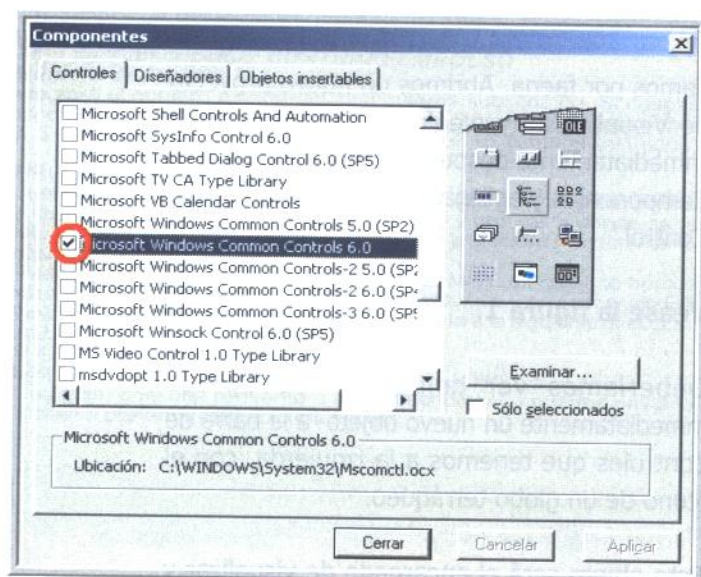 Componentes
Controles Diseñadores Objetos insertables
Microsoft Shell Controls And Automation
Microsoft SysInfo Control 6.0
Microsoft Tabbed Dialog Control 6.0 (SP5)
Microsoft TV CA Type Library
Microsoft VB Calendar Controls
Microsoft Windows Common Controls 5.0 (SP2)
Microsoft Windows Common Controls 6.0
Microsoft Windows Common Controls-2 5.0 (SP2
Microsoft Windows Common Controls-2 6.0 (SP
Microsoft Windows Common Controls-3 6.0 (SP
Microsoft Winsock Control 6.0 (SP5)
MS Video Control 1.0 Type Library
msdvdopt 1.0 Type Library
OLE
Examinar...
Sólo seleccionados
Microsoft Windows Common Controls 6.0
Ubicación: C:\WINDOWS\System32\Mscomctl.ocx
Cerrar Cancelar Aplicar